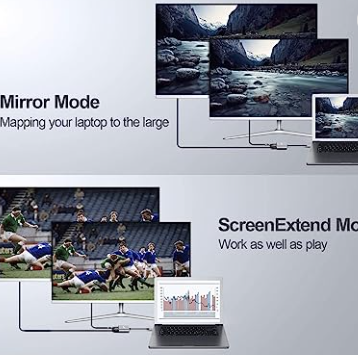 Mirror Mode
Mapping your laptop to the large
ScreenExtend Mo
Work as well as play